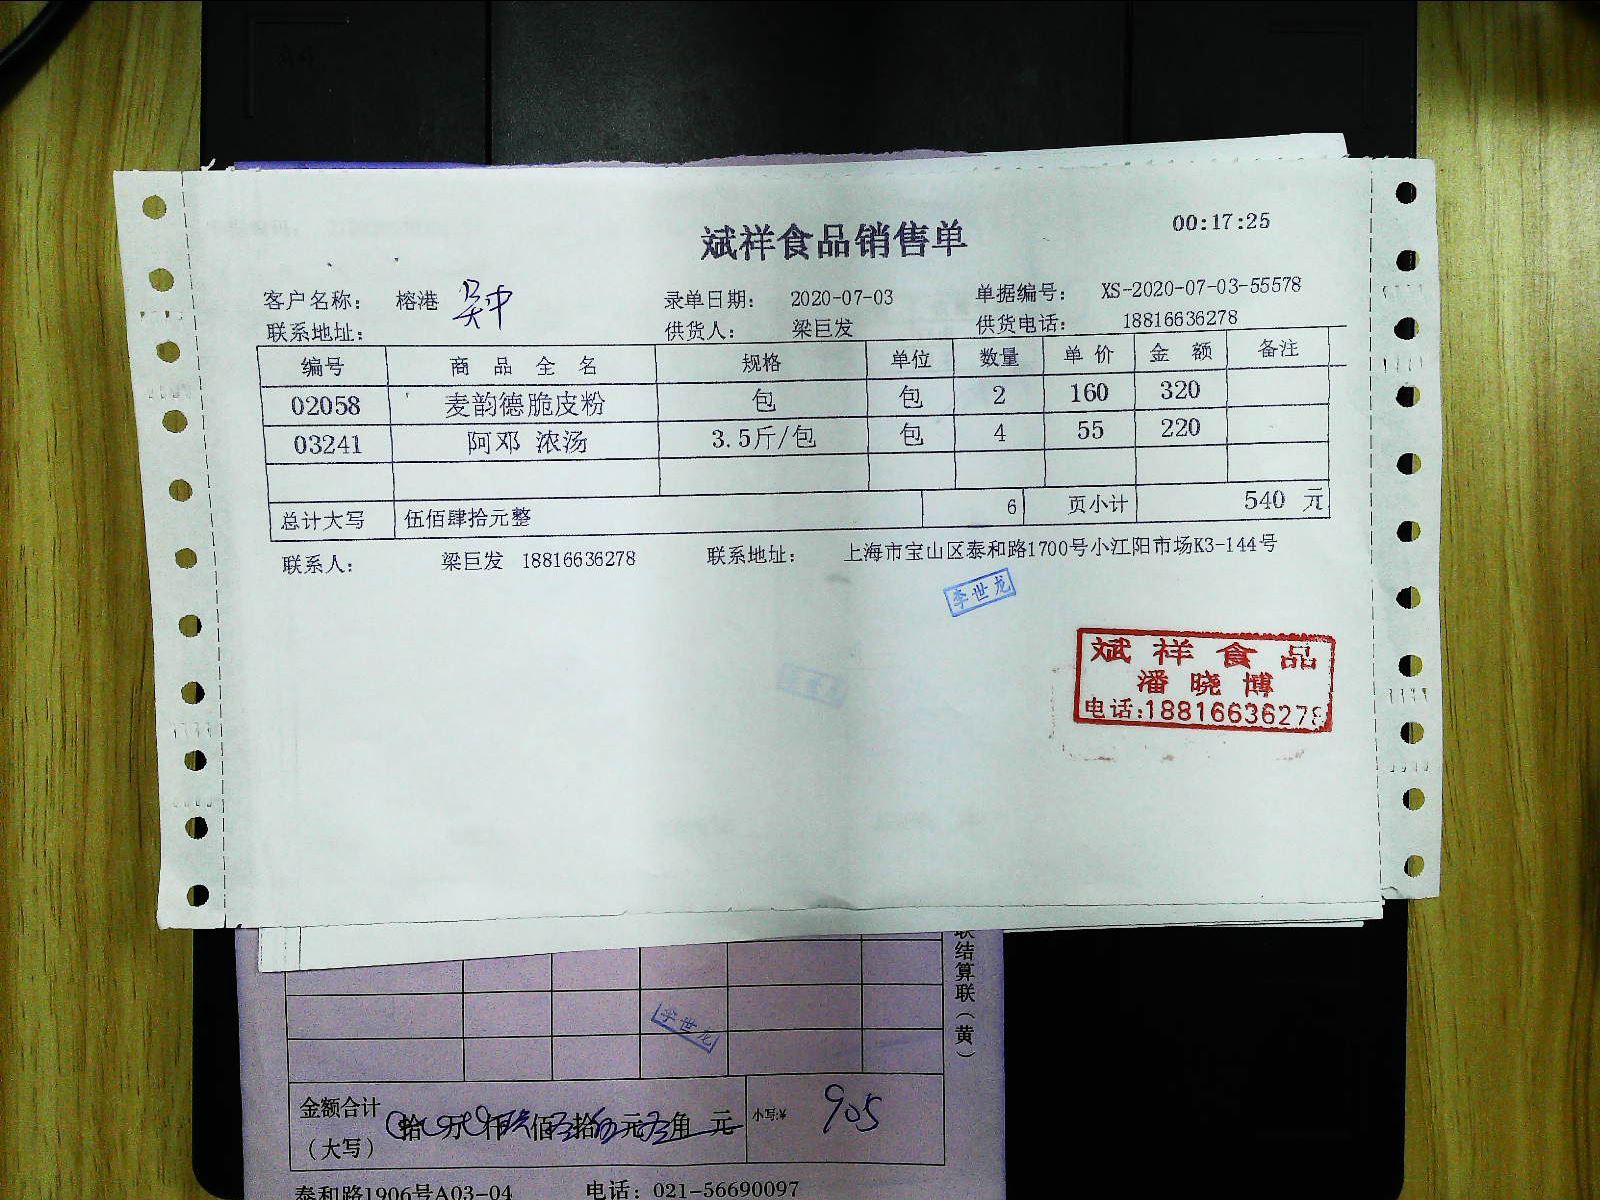 斌祥食品销售单
00:17:25
客户名称： 榕港 吴中 录单日期： 2020-07-03 单据编号： XS-2020-07-03-55578
联系地址： 供货人： 梁巨发 供货电话： 18816636278
编号 商品全名 规格 单位 数量 单价 金额 备注
02058 麦韵德脆皮粉 包 包 2 160 320
03241 阿邓 浓汤 3.5斤/包 包 4 55 220
总计大写 伍佰肆拾元整 6 页小计 540 元
联系人： 梁巨发 18816636278 联系地址： 上海市宝山区泰和路1700号小江阳市场K3-144号
李世龙
斌祥食品
潘晓博
电话:18816636278
联结算联（黄）
李世龙
金额合计
（大写）
拾 万 仟 佰 拾 元 角 元 小写:¥ 905
泰和路1906号A03-04 电话：021-56690097